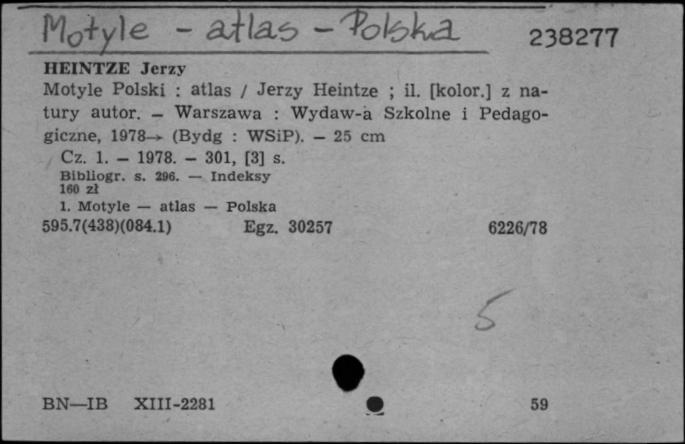 Motyle - atlas - Polska
238277
HEINTZE Jerzy
Motyle Polski : atlas / Jerzy Heintze ; il. [kolor.] z na-
tury autor. — Warszawa : Wydaw-a Szkolne i Pedago-
giczne, 1978→ (Bydg : WSiP). — 25 cm
Cz. 1. — 1978. — 301, [3] s.
Bibliogr. s. 296. — Indeksy
160 zł
1. Motyle — atlas — Polska
595.7(438)(084.1) Egz. 30257 6226/78
5
BN—IB XIII-2281 59